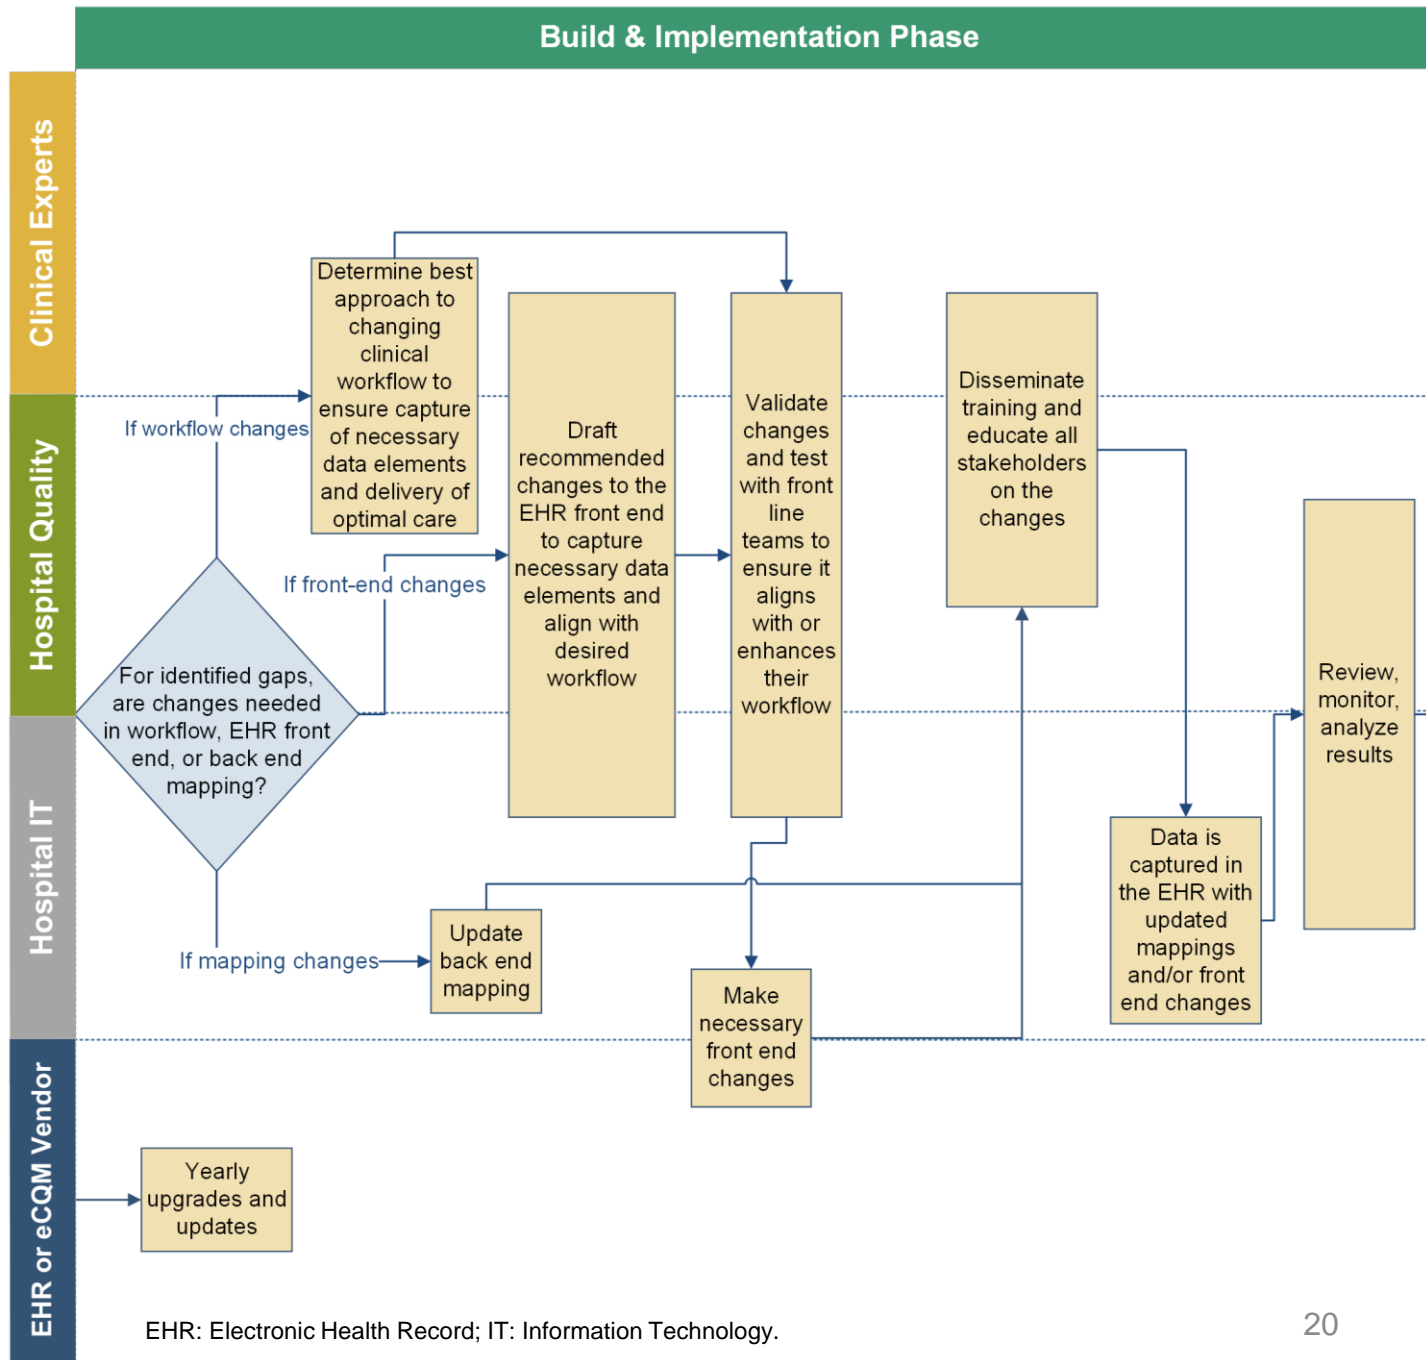 Build & Implementation Phase
Clinical Experts
Hospital Quality
Hospital IT
EHR or eCQM Vendor
Determine best
approach to
changing
clinical
workflow to
ensure capture
of necessary
data elements
and delivery of
optimal care
If workflow changes
If front-end changes
For identified gaps,
are changes needed
in workflow, EHR front
end, or back end
mapping?
If mapping changes
Draft
recommended
changes to the
EHR front end
to capture
necessary data
elements and
align with
desired
workflow
Validate
changes
and test
with front
line
teams to
ensure it
aligns
with or
enhances
their
workflow
Update
back end
mapping
Make
necessary
front end
changes
Disseminate
training and
educate all
stakeholders
on the
changes
Data is
captured in
the EHR with
updated
mappings
and/or front
end changes
Review,
monitor,
analyze
results
Yearly
upgrades and
updates
EHR: Electronic Health Record; IT: Information Technology.
20